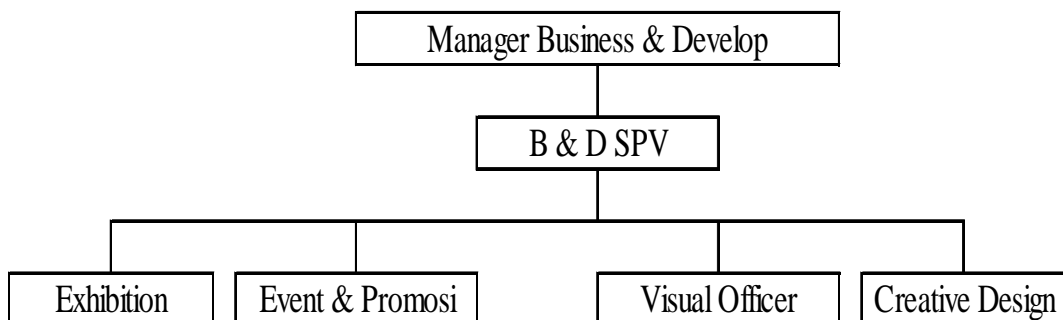 Manager Business & Develop
B & D SPV
Exhibition
Event & Promosi
Visual Officer
Creative Design